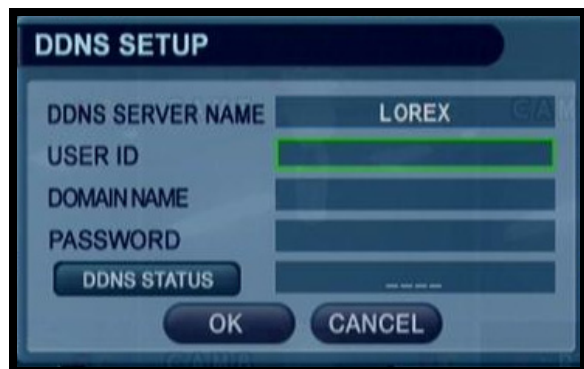 DDNS SETUP
DDNS SERVER NAME LOREX
USER ID
DOMAIN NAME
PASSWORD
DDNS STATUS ----
OK CANCEL